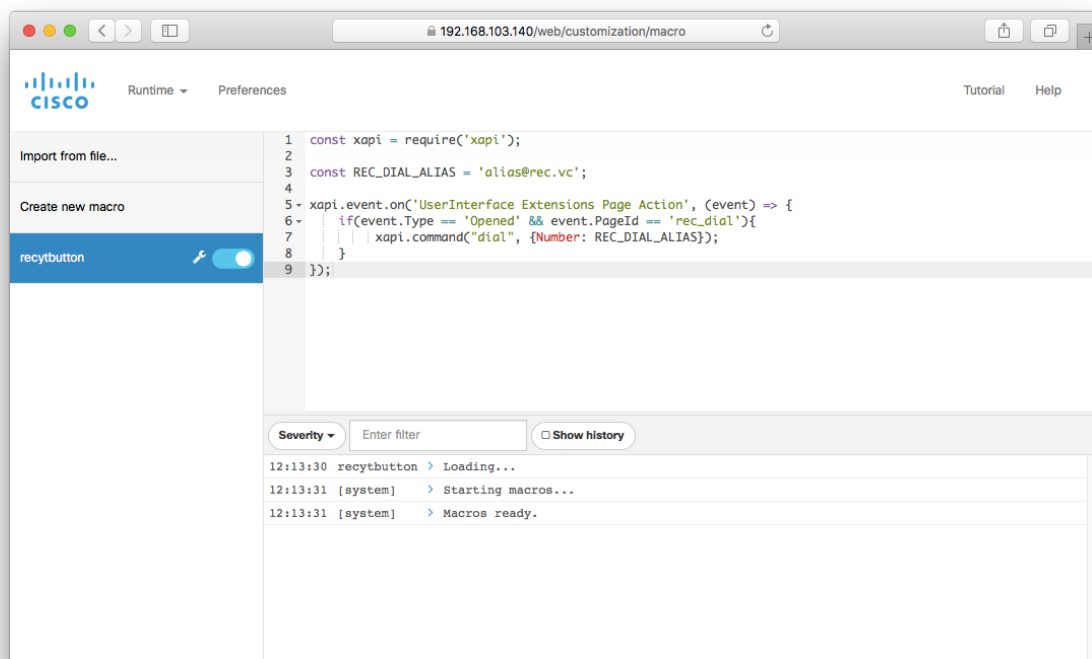 192.168.103.140/web/customization/macro
CISCO
Runtime
Preferences
Tutorial
Help
Import from file...
Create new macro
recytbutton
1 const xapi = require('xapi');
2
3 const REC_DIAL_ALIAS = 'alias@rec.vc';
4
5 xapi.event.on('UserInterface Extensions Page Action', (event) => {
6 if(event.Type == 'Opened' && event.PageId == 'rec_dial'){
7 xapi.command("dial", {Number: REC_DIAL_ALIAS});
8 }
9 });
Severity
Enter filter
Show history
12:13:30 recytbutton > Loading...
12:13:31 [system] > Starting macros...
12:13:31 [system] > Macros ready.